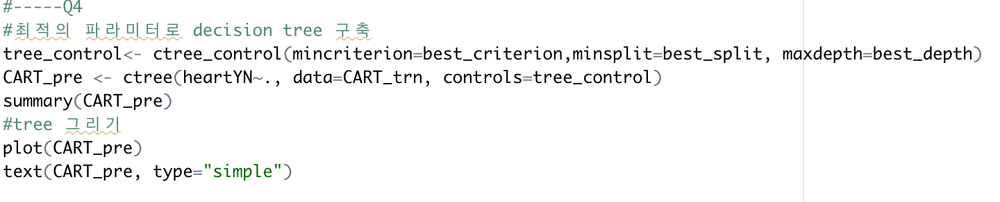 #-----Q4
#최적의 파라미터로 decision tree 구축
tree_control<- ctree_control(mincriterion=best_criterion,minsplit=best_split, maxdepth=best_depth)
CART_pre <- ctree(heartYN~., data=CART_trn, controls=tree_control)
summary(CART_pre)
#tree 그리기
plot(CART_pre)
text(CART_pre, type="simple")